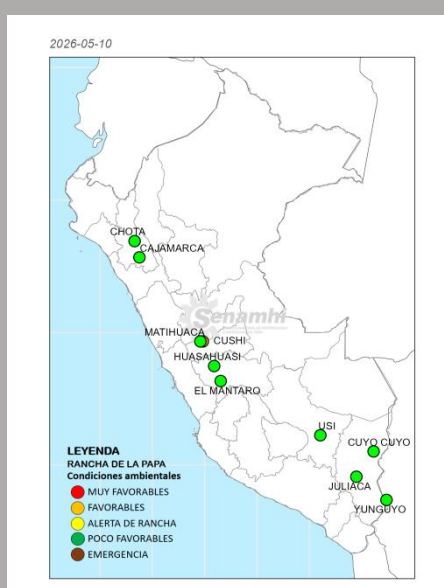 2026-05-10
CHOTA
CAJAMARCA
Senamhi
MATIHUACA
CUSHI
HUASAHUASI
EL MANTARO
USI
CUYO CUYO
JULIACA
YUNGUYO
LEYENDA
RANCHA DE LA PAPA
Condiciones ambientales
MUY FAVORABLES
FAVORABLES
ALERTA DE RANCHA
POCO FAVORABLES
EMERGENCIA